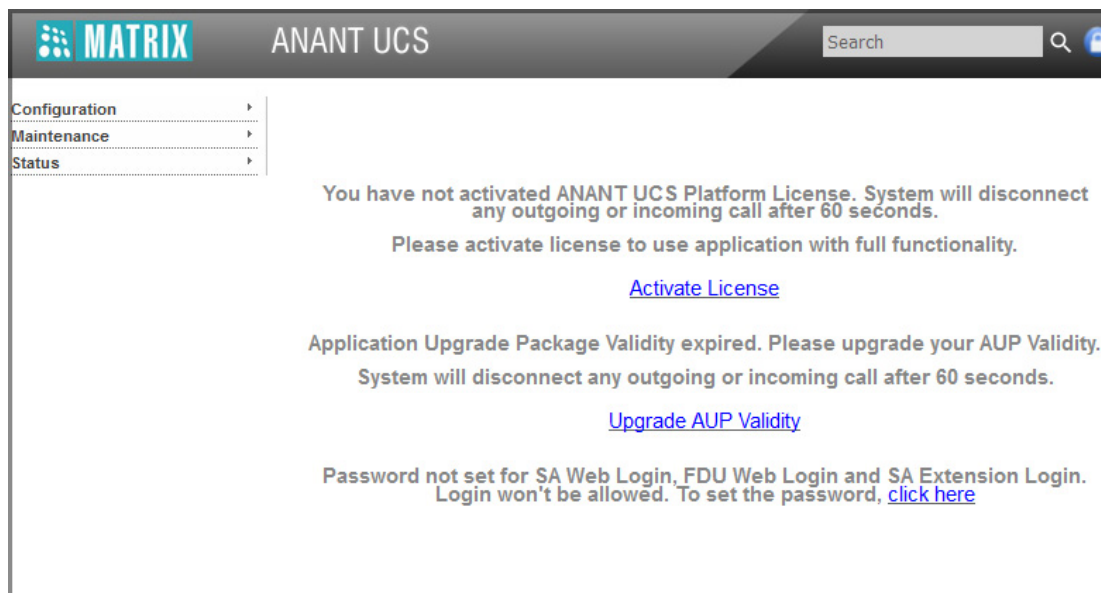 MATRIX
ANANT UCS
Search
Configuration
Maintenance
Status
You have not activated ANANT UCS Platform License. System will disconnect
any outgoing or incoming call after 60 seconds.
Please activate license to use application with full functionality.
Activate License
Application Upgrade Package Validity expired. Please upgrade your AUP Validity.
System will disconnect any outgoing or incoming call after 60 seconds.
Upgrade AUP Validity
Password not set for SA Web Login, FDU Web Login and SA Extension Login.
Login won't be allowed. To set the password, click here